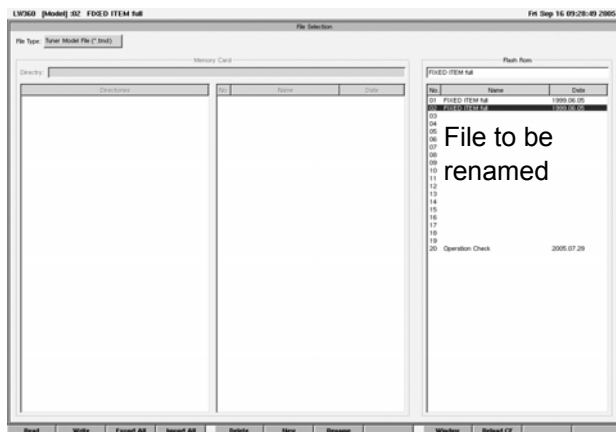 LW360 [Model] :02 FIXED ITEM full Fri Sep 16 09:28:49 2005
File Selection
File Type: Tuner Model File (*.tmd)
Memory Card
Flash Rom
Directry:
FIXED ITEM full
Directories No. Name Date No. Name Date
01 FIXED ITEM full 1999.06.05
02 FIXED ITEM full 1999.06.05
03
04
05
06
07
08
09
10
11
12
13
14
15
16
17
18
19
20 Operation Check 2005.07.29
File to be
renamed
Read Write Export All Import All Delete New Rename Window Reload CF